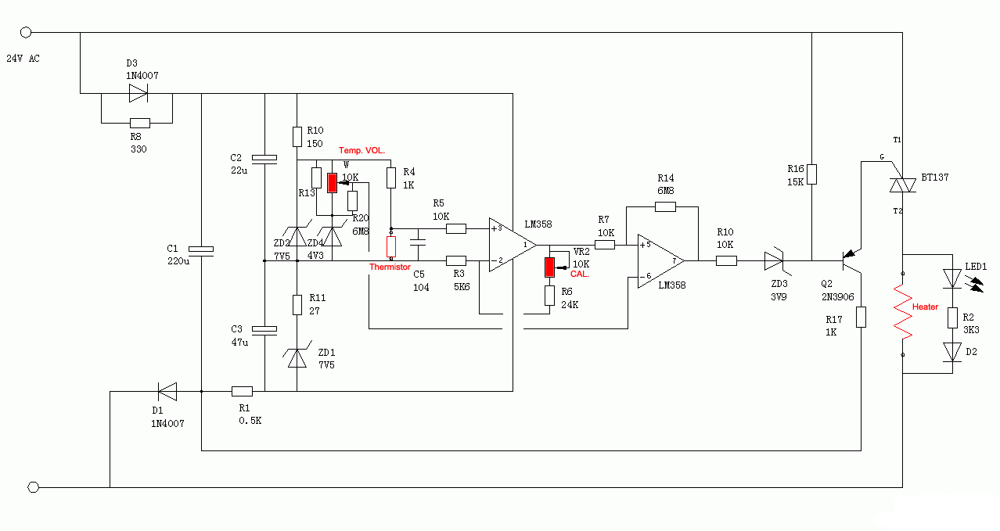 24V AC
D3
1N4007
R8
330
C2
22u
R10
150
Temp. VOL.
W
10K
R13
R20
6M8
R4
1K
R5
10K
+3
-2
1
LM358
ZD2
7V5
ZD4
4V3
Thermistor
C5
104
R3
5K6
C1
220u
C3
47u
R11
27
ZD1
7V5
D1
1N4007
R1
0.5K
VR2
10K
CAL.
R6
24K
R7
10K
R14
6M8
+5
-6
7
LM358
R10
10K
ZD3
3V9
R16
15K
Q2
2N3906
R17
1K
T1
G
BT137
T2
Heater
LED1
R2
3K3
D2